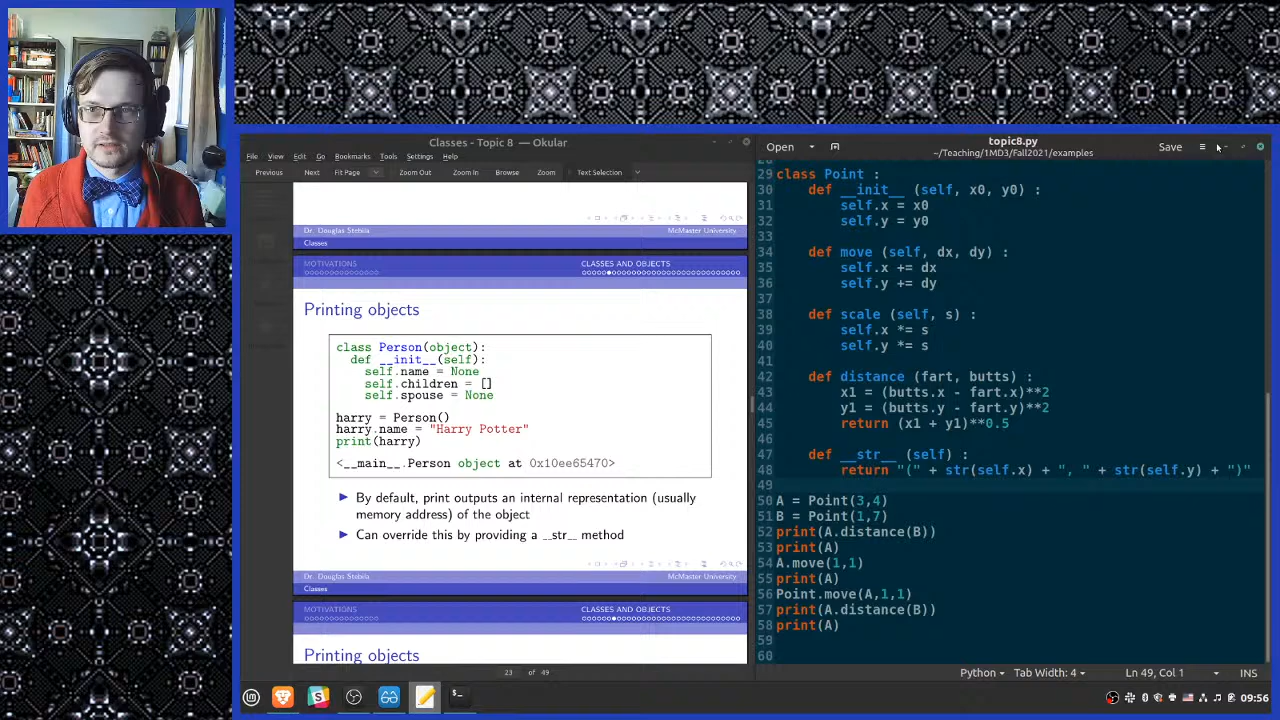 Classes - Topic 8 — Okular
File View Edit Go Bookmarks Tools Settings Help
Previous Next Fit Page Zoom Out Zoom In Browse Zoom Text Selection
Dr. Douglas Stebila McMaster University
Classes
MOTIVATIONS CLASSES AND OBJECTS
Printing objects
class Person(object):
def __init__(self):
self.name = None
self.children = []
self.spouse = None
harry = Person()
harry.name = "Harry Potter"
print(harry)
<__main__.Person object at 0x10ee65470>
By default, print outputs an internal representation (usually
memory address) of the object
Can override this by providing a __str__ method
Dr. Douglas Stebila McMaster University
Classes
MOTIVATIONS CLASSES AND OBJECTS
Printing objects
23 of 49
Open topic8.py Save
~/Teaching/1MD3/Fall2021/examples
28
29 class Point :
30 def __init__ (self, x0, y0) :
31 self.x = x0
32 self.y = y0
33
34 def move (self, dx, dy) :
35 self.x += dx
36 self.y += dy
37
38 def scale (self, s) :
39 self.x *= s
40 self.y *= s
41
42 def distance (fart, butts) :
43 x1 = (butts.x - fart.x)**2
44 y1 = (butts.y - fart.y)**2
45 return (x1 + y1)**0.5
46
47 def __str__ (self) :
48 return "(" + str(self.x) + ", " + str(self.y) + ")"
49
50 A = Point(3,4)
51 B = Point(1,7)
52 print(A.distance(B))
53 print(A)
54 A.move(1,1)
55 print(A)
56 Point.move(A,1,1)
57 print(A.distance(B))
58 print(A)
59
60
Python Tab Width: 4 Ln 49, Col 1 INS
09:56